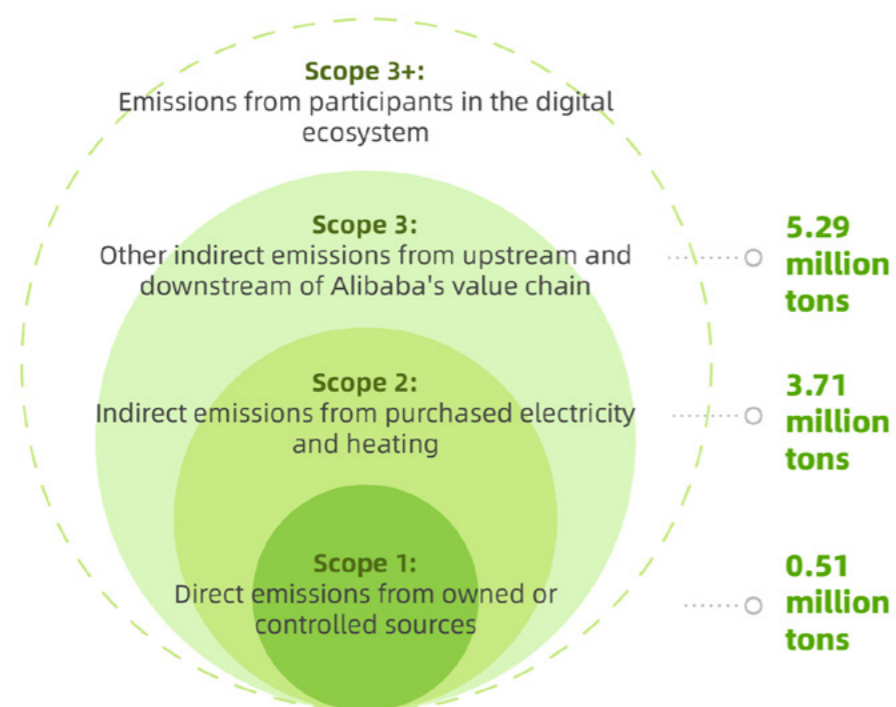 Scope 3+:
Emissions from participants in the digital
ecosystem
Scope 3:
Other indirect emissions from upstream and
downstream of Alibaba's value chain
5.29
million
tons
Scope 2:
Indirect emissions from purchased electricity
and heating
3.71
million
tons
Scope 1:
Direct emissions from owned or
controlled sources
0.51
million
tons